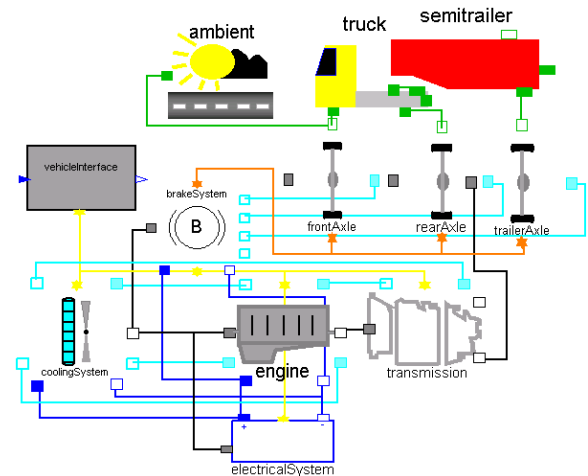 ambient
truck
semitrailer
vehicleInterface
brakeSystem
B
frontAxle
rearAxle
trailerAxle
coolingSystem
engine
transmission
+
-
electricalSystem